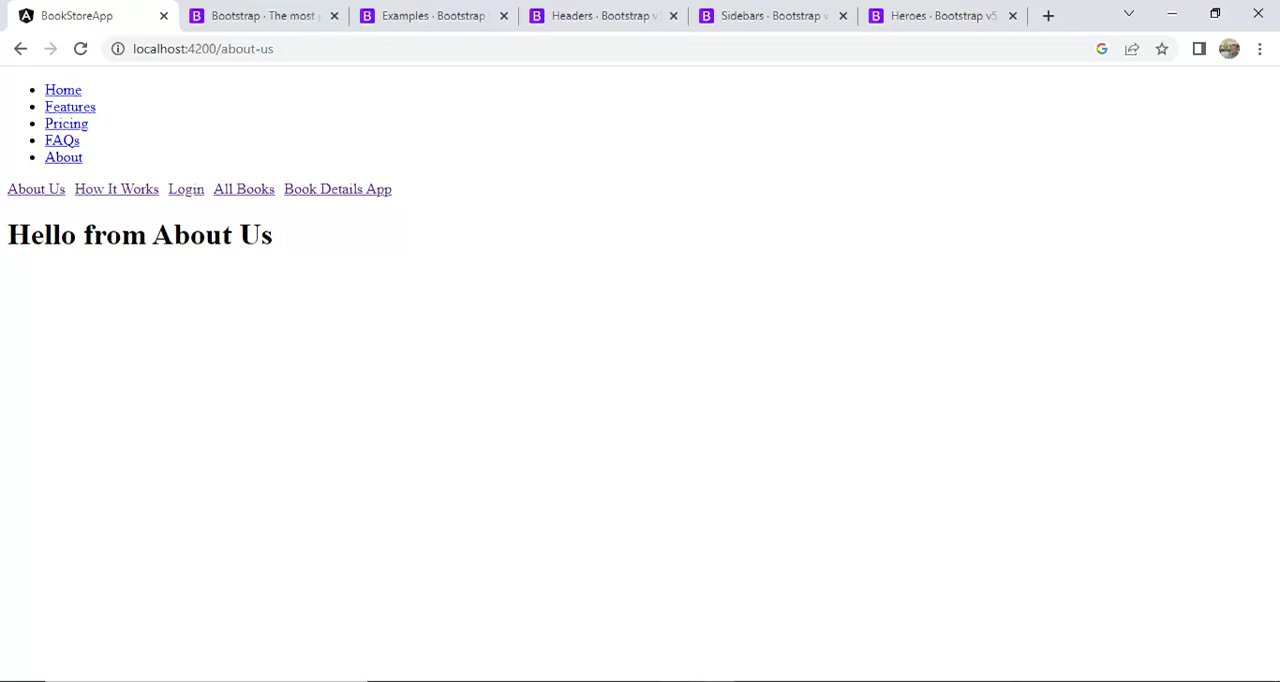 BookStoreApp
Bootstrap · The most
Examples · Bootstrap
Headers · Bootstrap v
Sidebars · Bootstrap v
Heroes · Bootstrap v5
localhost:4200/about-us
Home
Features
Pricing
FAQs
About
About Us How It Works Login All Books Book Details App
Hello from About Us